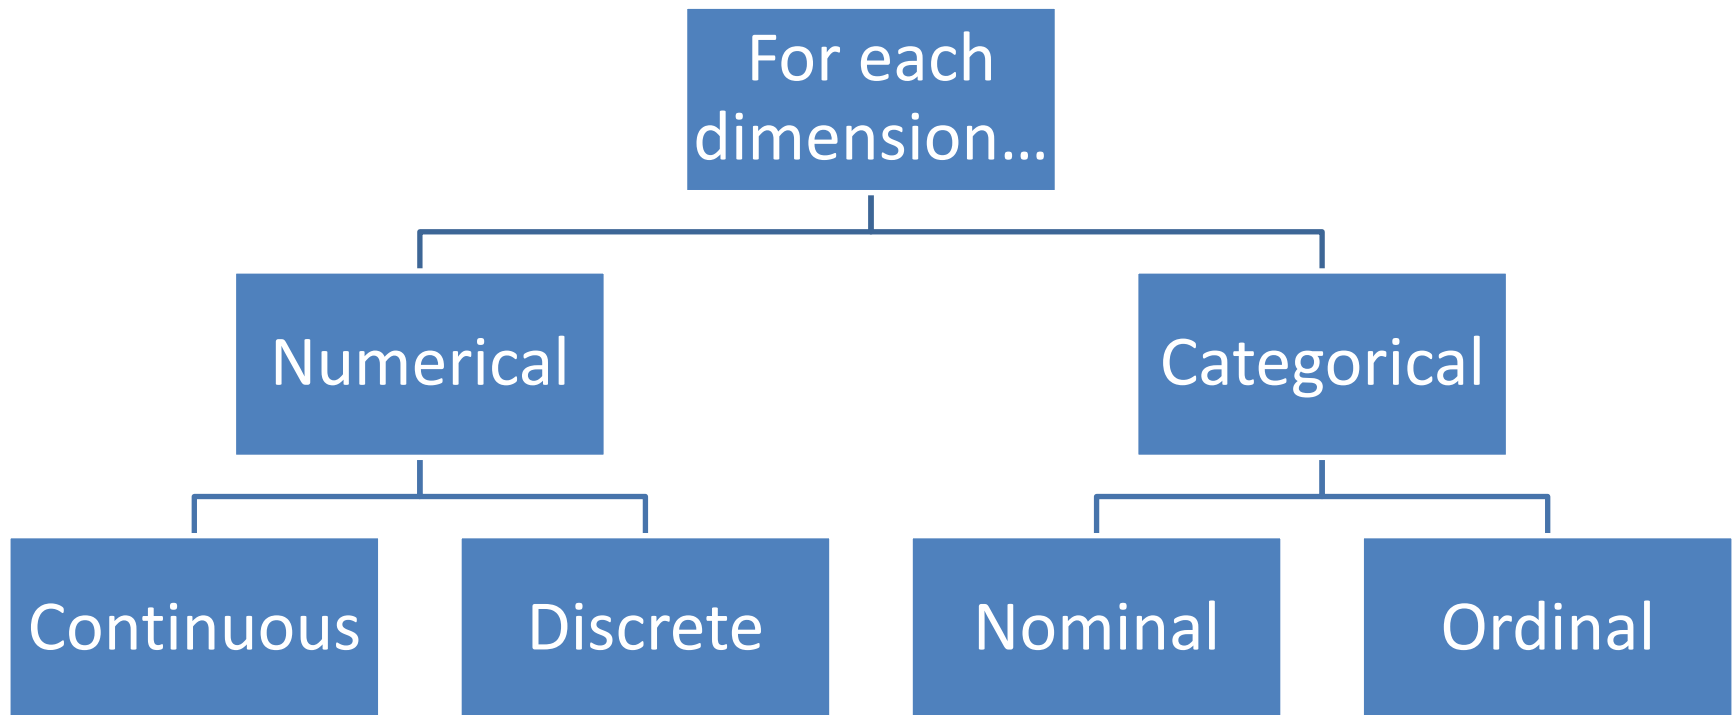 For each
dimension...
Numerical
Categorical
Continuous
Discrete
Nominal
Ordinal